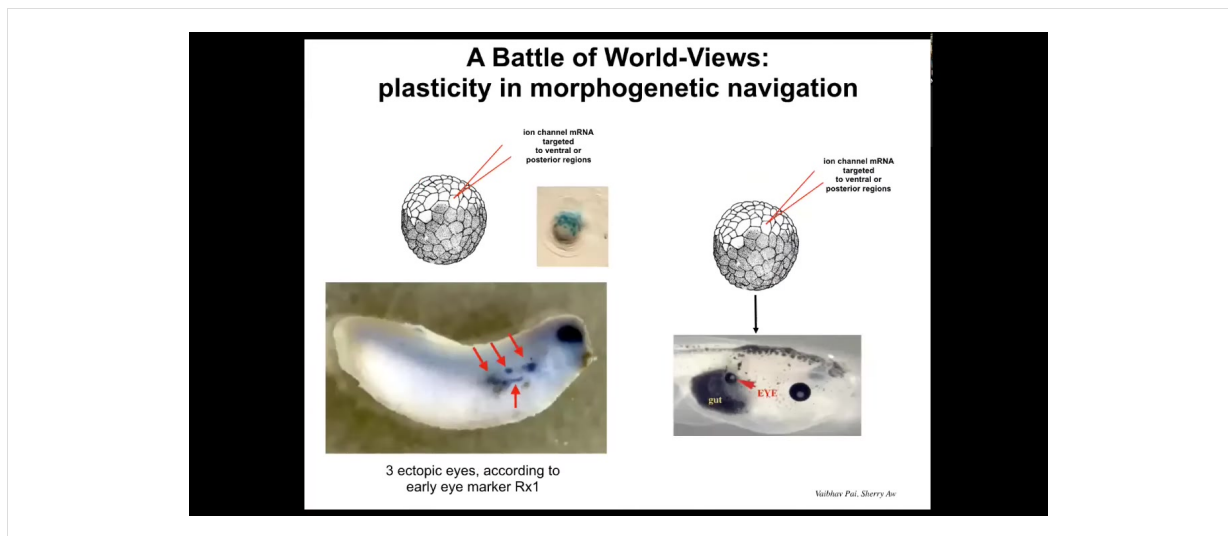 A Battle of World-Views:
plasticity in morphogenetic navigation
ion channel mRNA
targeted
to ventral or
posterior regions
ion channel mRNA
targeted
to ventral or
posterior regions
gut
EYE
3 ectopic eyes, according to
early eye marker Rx1
Vaibhav Pai, Sherry Aw